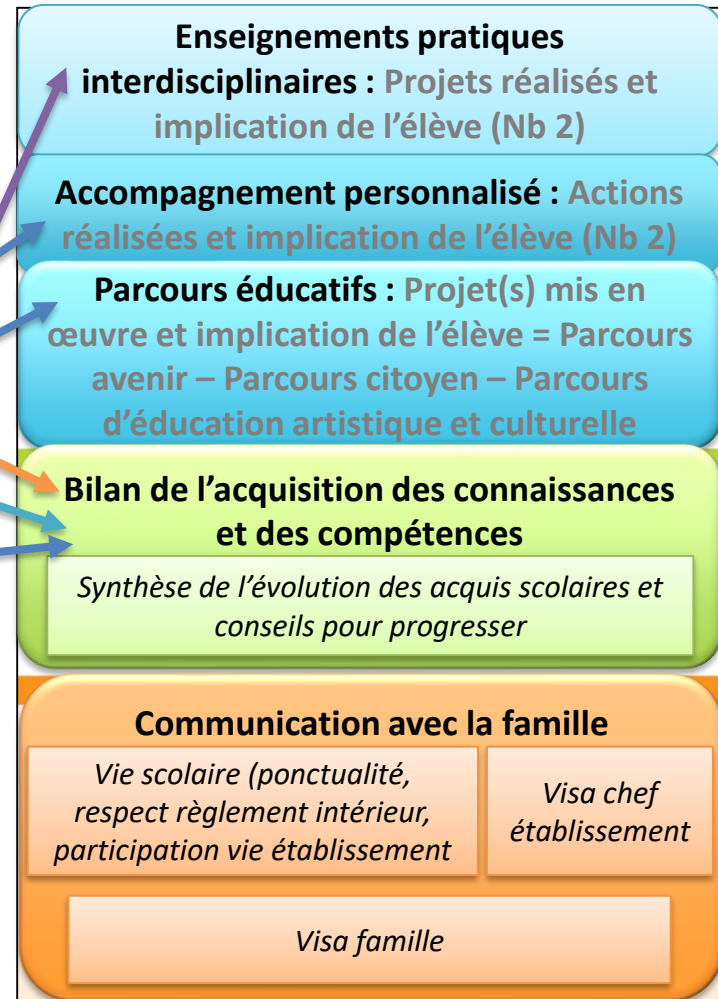 Enseignements pratiques
interdisciplinaires : Projets réalisés et
implication de l'élève (Nb 2)
Accompagnement personnalisé : Actions
réalisées et implication de l'élève (Nb 2)
Parcours éducatifs : Projet(s) mis en
œuvre et implication de l'élève = Parcours
avenir – Parcours citoyen – Parcours
d'éducation artistique et culturelle
Bilan de l'acquisition des connaissances
et des compétences
Synthèse de l'évolution des acquis scolaires et
conseils pour progresser
Communication avec la famille
Vie scolaire (ponctualité,
respect règlement intérieur,
participation vie établissement
Visa chef
établissement
Visa famille